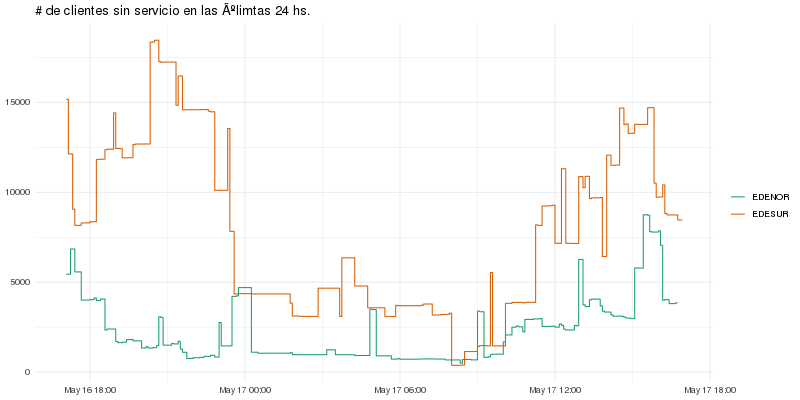 # de clientes sin servicio en las Ãºlimtas 24 hs.
15000
10000
5000
0
May 16 18:00 May 17 00:00 May 17 06:00 May 17 12:00 May 17 18:00
EDENOR
EDESUR